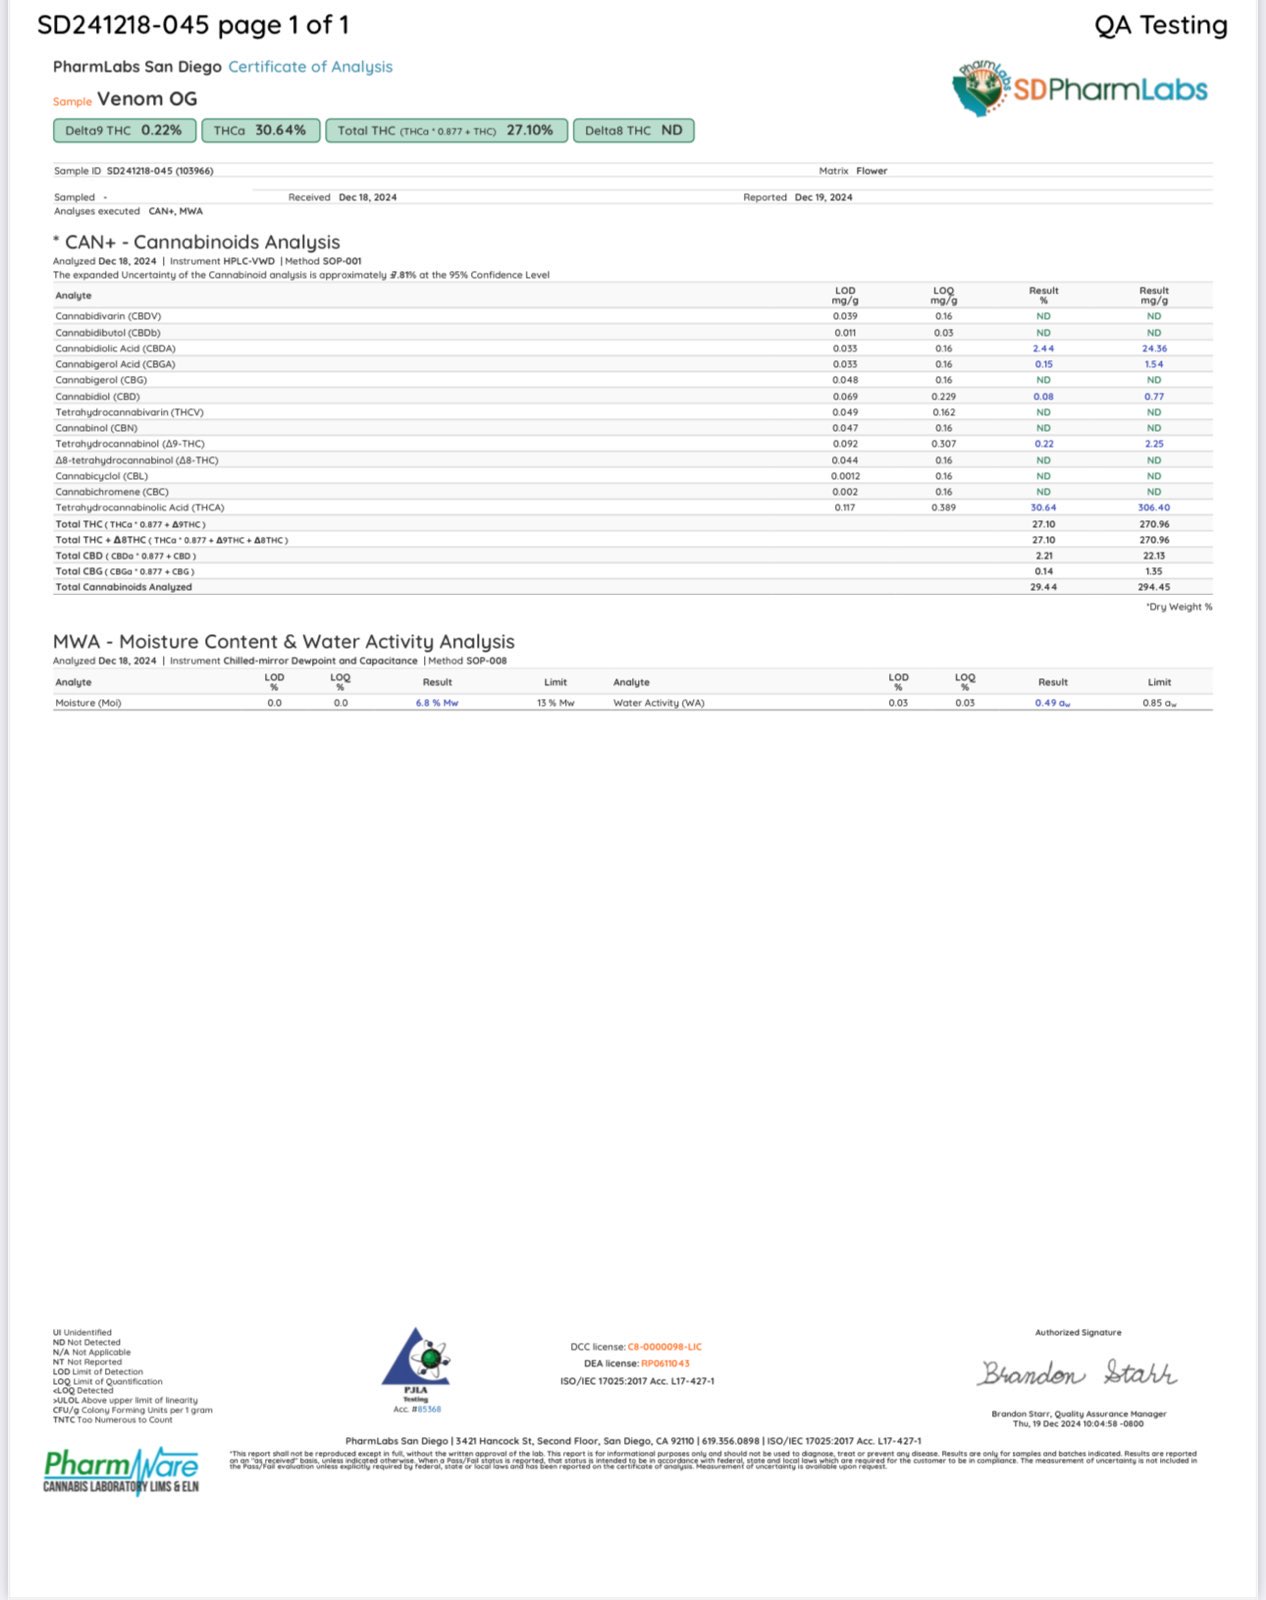 SD241218-045 page 1 of 1 QA Testing
PharmLabs San Diego Certificate of Analysis
PharmLabs SDPharmLabs
Sample Venom OG
Delta9 THC 0.22% THCa 30.64% Total THC (THCa * 0.877 + THC) 27.10% Delta8 THC ND
Sample ID SD241218-045 (103966) Matrix Flower
Sampled - Received Dec 18, 2024 Reported Dec 19, 2024
Analyses executed CAN+, MWA
* CAN+ - Cannabinoids Analysis
Analyzed Dec 18, 2024 | Instrument HPLC-VWD | Method SOP-001
The expanded Uncertainty of the Cannabinoid analysis is approximately 7.81% at the 95% Confidence Level
Analyte LOD mg/g LOQ mg/g Result % Result mg/g
Cannabidivarin (CBDV) 0.039 0.16 ND ND
Cannabidibutol (CBDb) 0.011 0.03 ND ND
Cannabidiolic Acid (CBDA) 0.033 0.16 2.44 24.36
Cannabigerol Acid (CBGA) 0.033 0.16 0.15 1.54
Cannabigerol (CBG) 0.048 0.16 ND ND
Cannabidiol (CBD) 0.069 0.229 0.08 0.77
Tetrahydrocannabivarin (THCV) 0.049 0.162 ND ND
Cannabinol (CBN) 0.047 0.16 ND ND
Tetrahydrocannabinol (Δ9-THC) 0.092 0.307 0.22 2.25
Δ8-tetrahydrocannabinol (Δ8-THC) 0.044 0.16 ND ND
Cannabicyclol (CBL) 0.0012 0.16 ND ND
Cannabichromene (CBC) 0.002 0.16 ND ND
Tetrahydrocannabinolic Acid (THCA) 0.117 0.389 30.64 306.40
Total THC ( THCa * 0.877 + Δ9THC ) 27.10 270.96
Total THC + Δ8THC ( THCa * 0.877 + Δ9THC + Δ8THC ) 27.10 270.96
Total CBD ( CBDa * 0.877 + CBD ) 2.21 22.13
Total CBG ( CBGa * 0.877 + CBG ) 0.14 1.35
Total Cannabinoids Analyzed 29.44 294.45
*Dry Weight %
MWA - Moisture Content & Water Activity Analysis
Analyzed Dec 18, 2024 | Instrument Chilled-mirror Dewpoint and Capacitance | Method SOP-008
Analyte LOD % LOQ % Result Limit Analyte LOD % LOQ % Result Limit
Moisture (Moi) 0.0 0.0 6.8 % Mw 13 % Mw Water Activity (WA) 0.03 0.03 0.49 aw 0.85 aw
UI Unidentified
ND Not Detected
N/A Not Applicable
NT Not Reported
LOD Limit of Detection
LOQ Limit of Quantification
<LOQ Detected
>ULOL Above upper limit of linearity
CFU/g Colony Forming Units per 1 gram
TNTC Too Numerous to Count
PJLA
Testing
Acc. #85368
DCC license: C8-0000098-LIC
DEA license: RP0611043
ISO/IEC 17025:2017 Acc. L17-427-1
Authorized Signature
Brandon Starr
Brandon Starr, Quality Assurance Manager
Thu, 19 Dec 2024 10:04:58 -0800
PharmLabs San Diego | 3421 Hancock St, Second Floor, San Diego, CA 92110 | 619.356.0898 | ISO/IEC 17025:2017 Acc. L17-427-1
PharmWare
CANNABIS LABORATORY LIMS & ELN
*This report shall not be reproduced except in full, without the written approval of the lab. This report is for informational purposes only and should not be used to diagnose, treat or prevent any disease. Results are only for samples and batches indicated. Results are reported
on an "as received" basis, unless indicated otherwise. When a Pass/Fail status is reported, that status is intended to be in accordance with federal, state and local laws which are required for the customer to be in compliance. The measurement of uncertainty is not included in
the Pass/Fail evaluation unless explicitly required by federal, state or local laws and has been reported on the certificate of analysis. Measurement of uncertainty is available upon request.